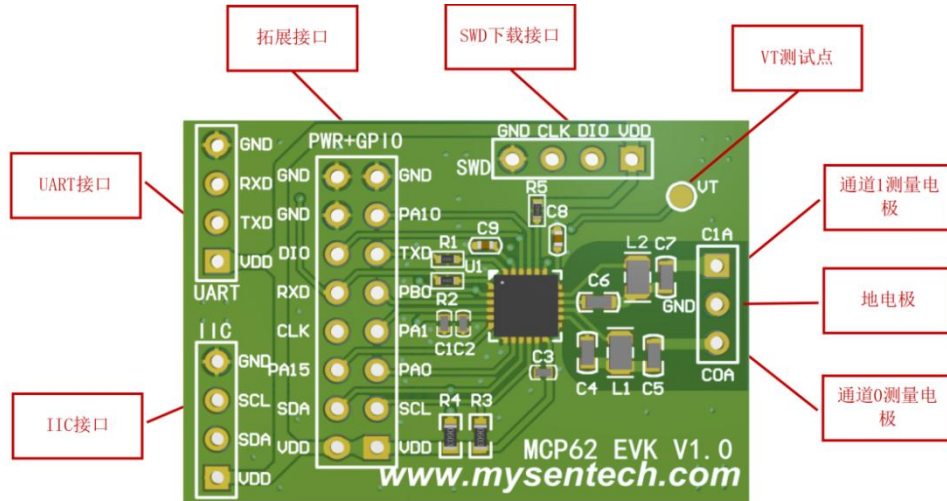 拓展接口
SWD下载接口
VT测试点
UART接口
IIC接口
通道1测量电
极
地电极
通道0测量电
极
GND
RXD
TXD
VDD
UART
IIC
GND
SCL
SDA
VDD
PWR+GPIO
GND GND
GND PA10
DIO TXD
RXD PB0
CLK PA1
PA15 PA0
SDA SCL
VDD VDD
GND CLK DIO VDD
SWD
VT
R5
C8
C9
R1
U1
R2
C1C2
C3
R4 R3
L2 C7
C6
C4 L1 C5
C1A
GND
C0A
MCP62 EVK V1.0
www.mysentech.com